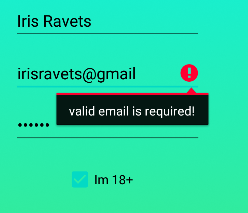 Iris Ravets
irisravets@gmail
valid email is required!
••••••
Im 18+